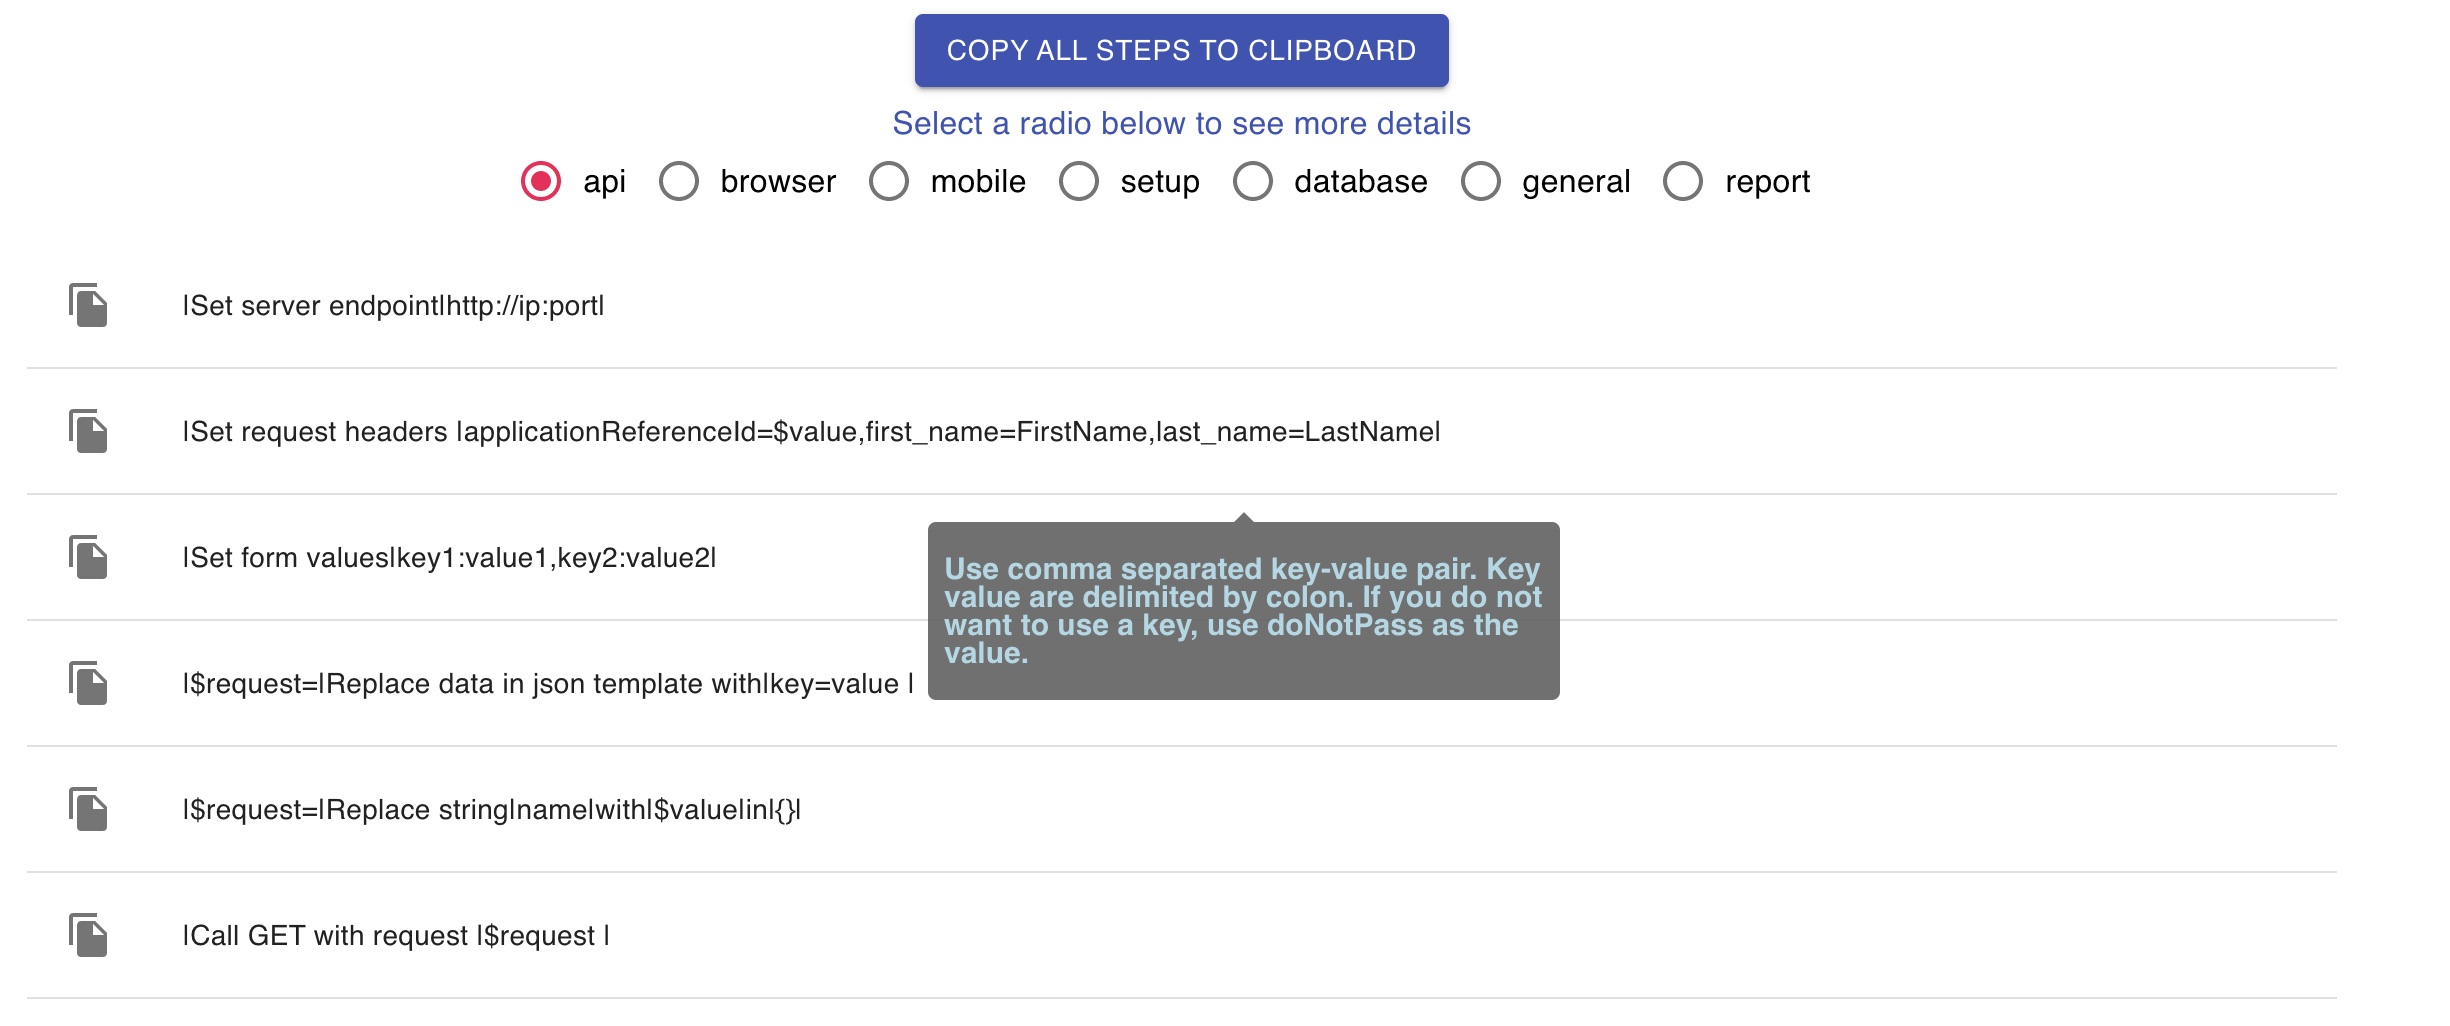 COPY ALL STEPS TO CLIPBOARD
Select a radio below to see more details
api browser mobile setup database general report
|Set server endpoint|http://ip:port|
|Set request headers |applicationReferenceId=$value,first_name=FirstName,last_name=LastName|
|Set form values|key1:value1,key2:value2|
Use comma separated key-value pair. Key
value are delimited by colon. If you do not
want to use a key, use doNotPass as the
value.
|$request=|Replace data in json template with|key=value |
|$request=|Replace string|name|with|$value|in|{}|
|Call GET with request |$request |